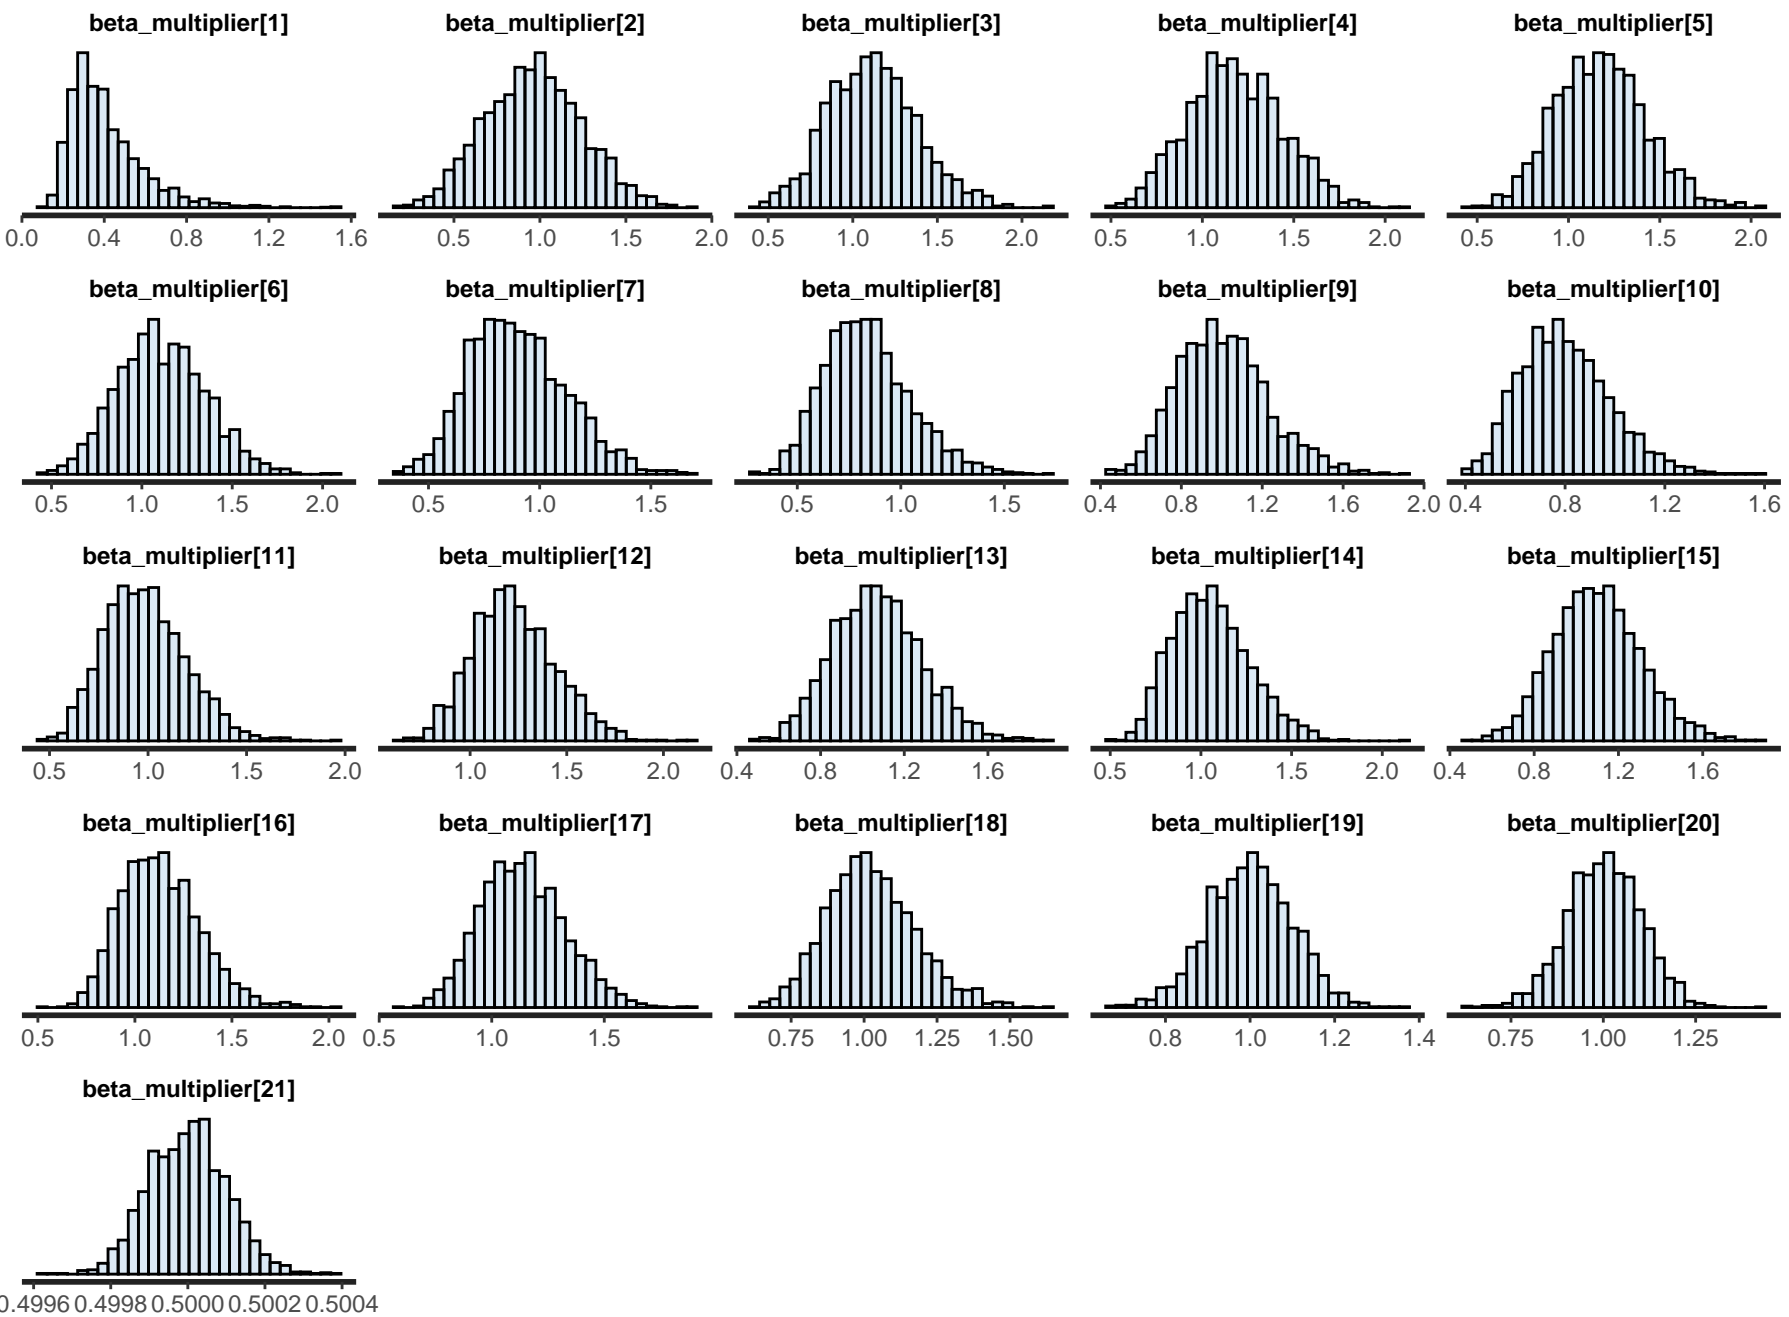 beta_multiplier[1] beta_multiplier[2] beta_multiplier[3] beta_multiplier[4] beta_multiplier[5]
0.0 0.4 0.8 1.2 1.6 0.5 1.0 1.5 2.0 0.5 1.0 1.5 2.0 0.5 1.0 1.5 2.0 0.5 1.0 1.5 2.0
beta_multiplier[6] beta_multiplier[7] beta_multiplier[8] beta_multiplier[9] beta_multiplier[10]
0.5 1.0 1.5 2.0 0.5 1.0 1.5 0.5 1.0 1.5 0.4 0.8 1.2 1.6 2.0 0.4 0.8 1.2 1.6
beta_multiplier[11] beta_multiplier[12] beta_multiplier[13] beta_multiplier[14] beta_multiplier[15]
0.5 1.0 1.5 2.0 1.0 1.5 2.0 0.4 0.8 1.2 1.6 0.5 1.0 1.5 2.0 0.4 0.8 1.2 1.6
beta_multiplier[16] beta_multiplier[17] beta_multiplier[18] beta_multiplier[19] beta_multiplier[20]
0.5 1.0 1.5 2.0 0.5 1.0 1.5 0.75 1.00 1.25 1.50 0.8 1.0 1.2 1.4 0.75 1.00 1.25
beta_multiplier[21]
0.4996 0.4998 0.5000 0.5002 0.5004